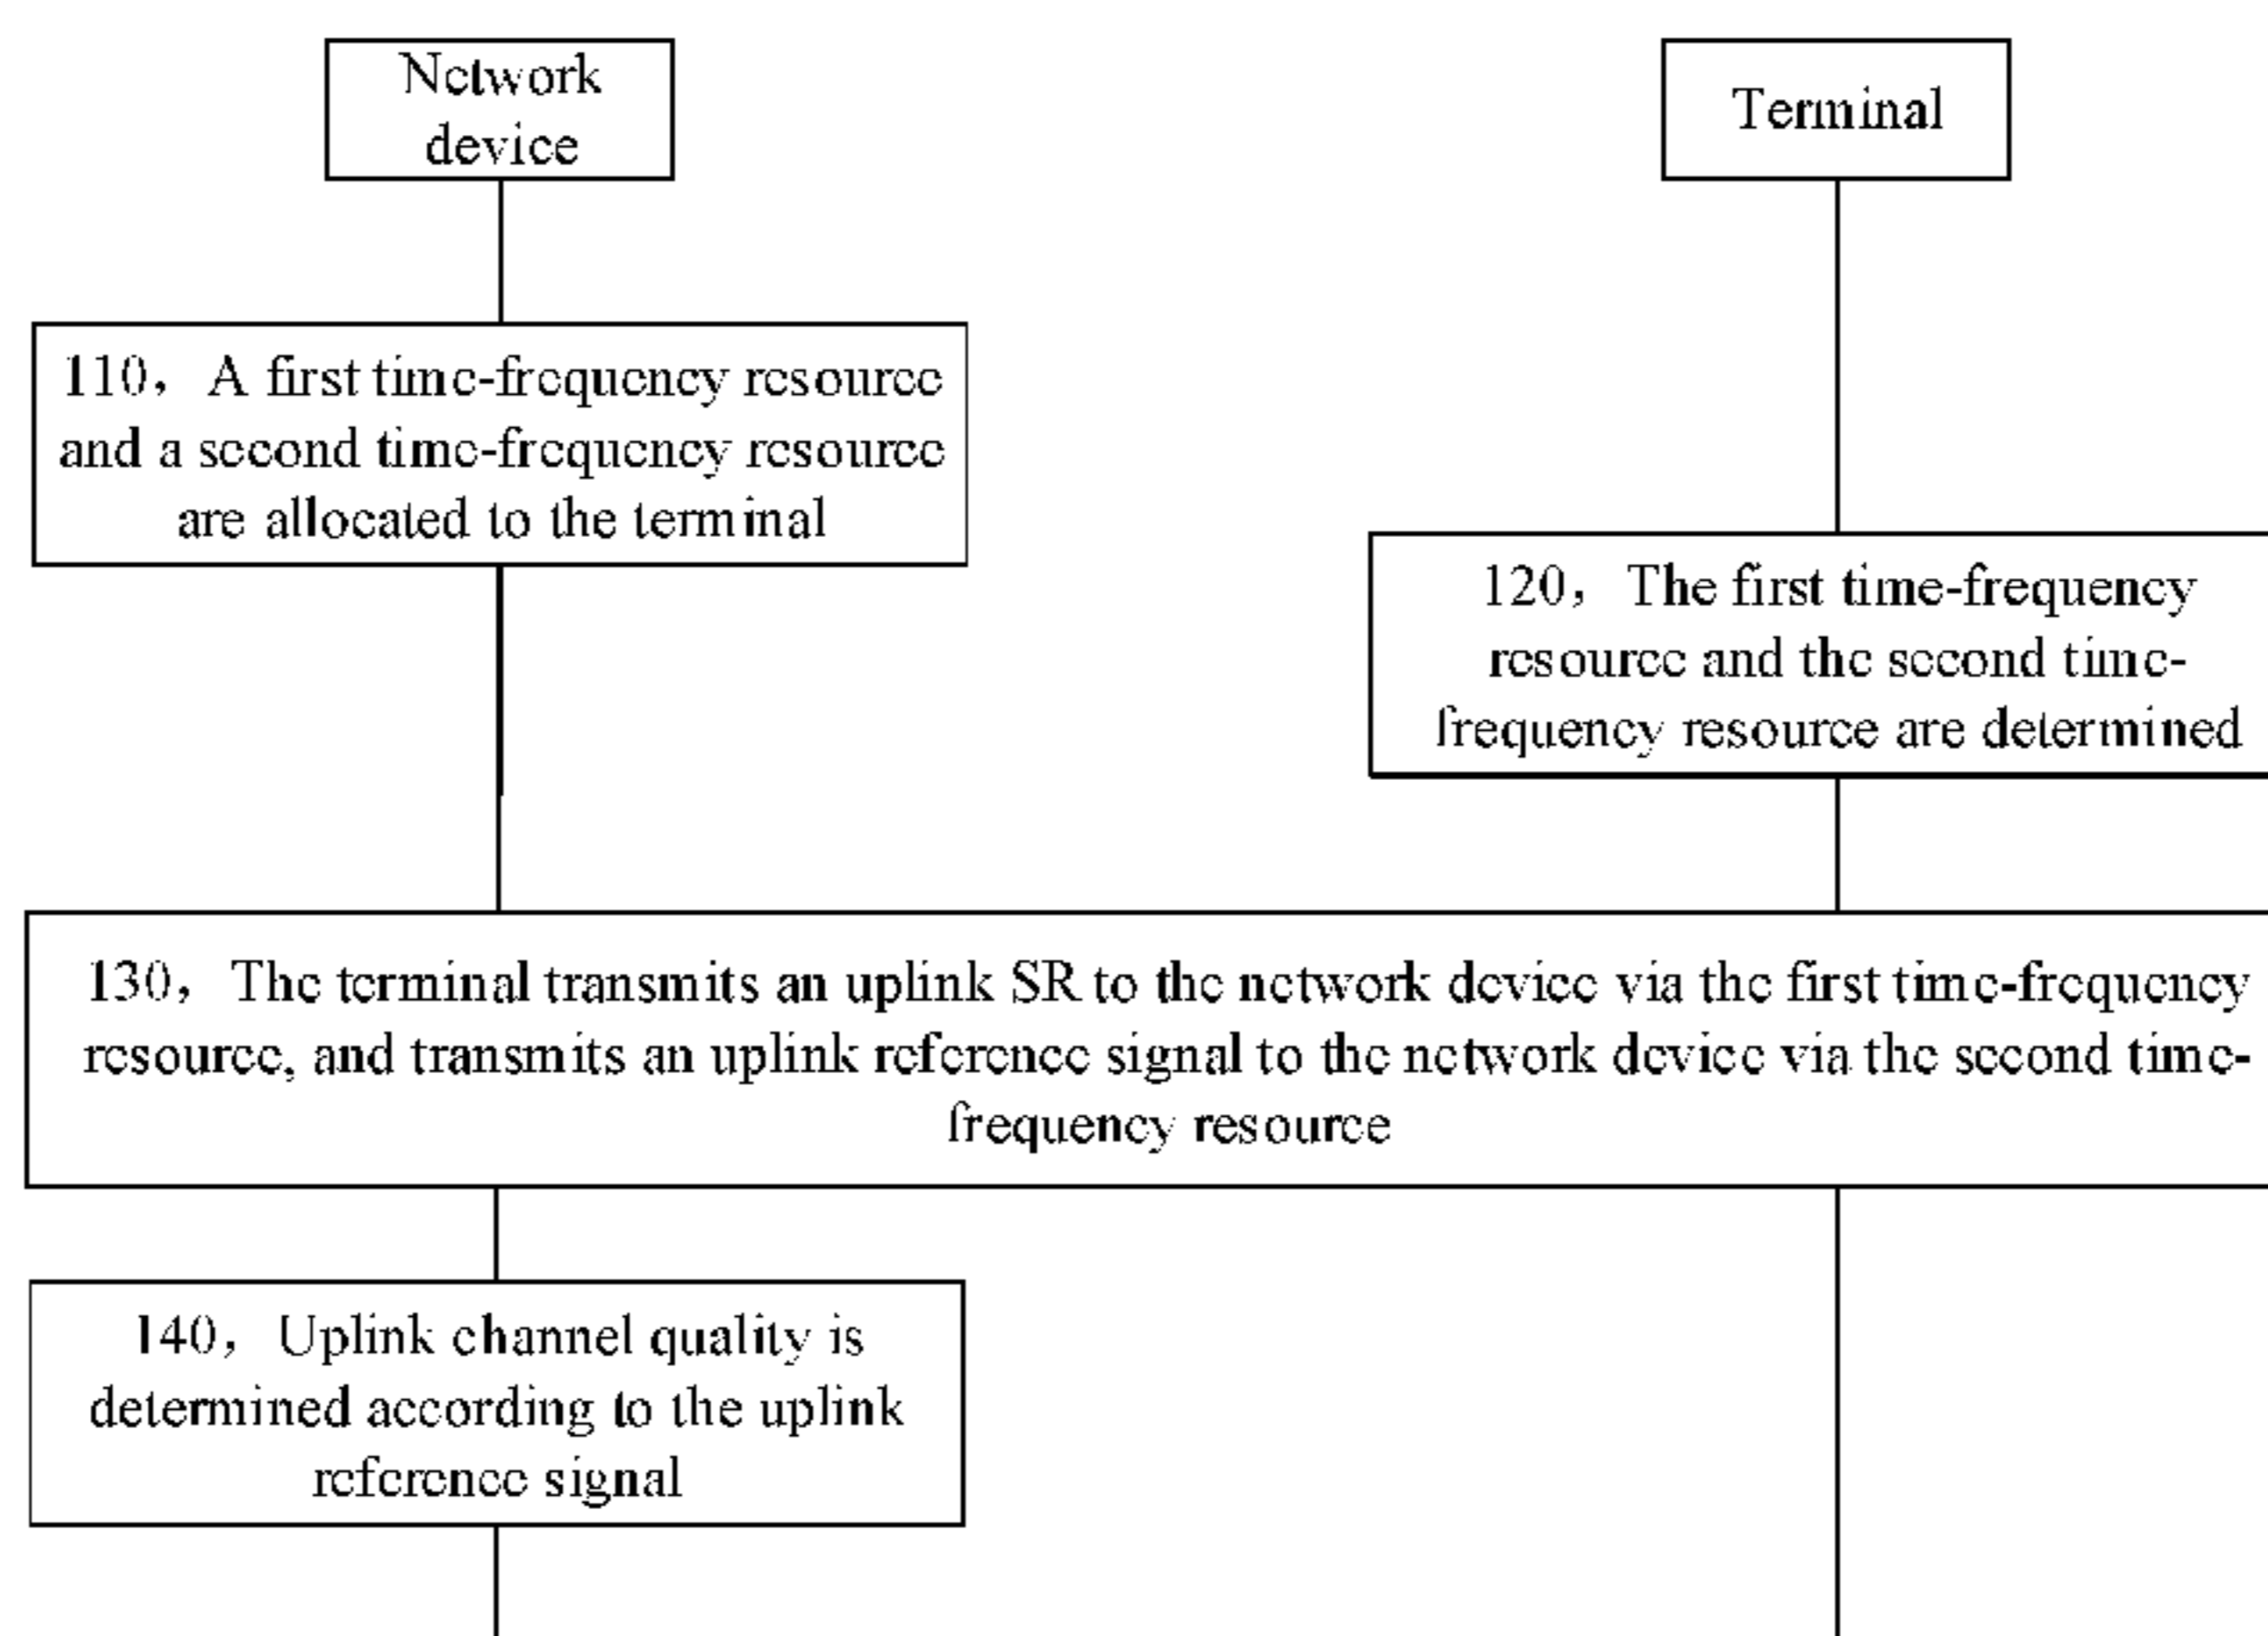 Network
device
Terminal
110, A first time-frequency resource
and a second time-frequency resource
are allocated to the terminal
120, The first time-frequency
resource and the second time-
frequency resource are determined
130, The terminal transmits an uplink SR to the network device via the first time-frequency
resource, and transmits an uplink reference signal to the network device via the second time-
frequency resource
140, Uplink channel quality is
determined according to the uplink
reference signal